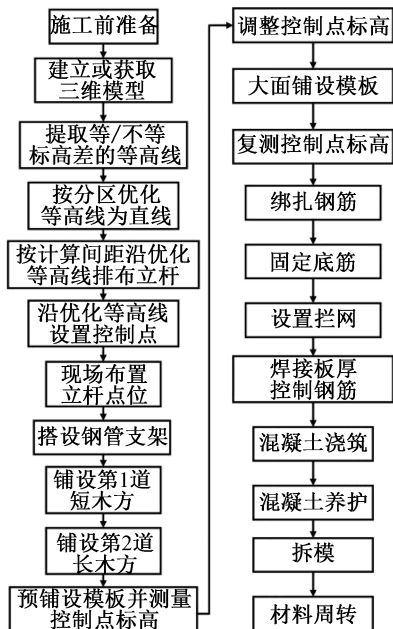 施工前准备
建立或获取
三维模型
提取等/不等
标高差的等高线
按分区优化
等高线为直线
按计算间距沿优化
等高线排布立杆
沿优化等高线
设置控制点
现场布置
立杆点位
搭设钢管支架
铺设第1道
短木方
铺设第2道
长木方
预铺设模板并测量
控制点标高
调整控制点标高
大面铺设模板
复测控制点标高
绑扎钢筋
固定底筋
设置拦网
焊接板厚
控制钢筋
混凝土浇筑
混凝土养护
拆模
材料周转